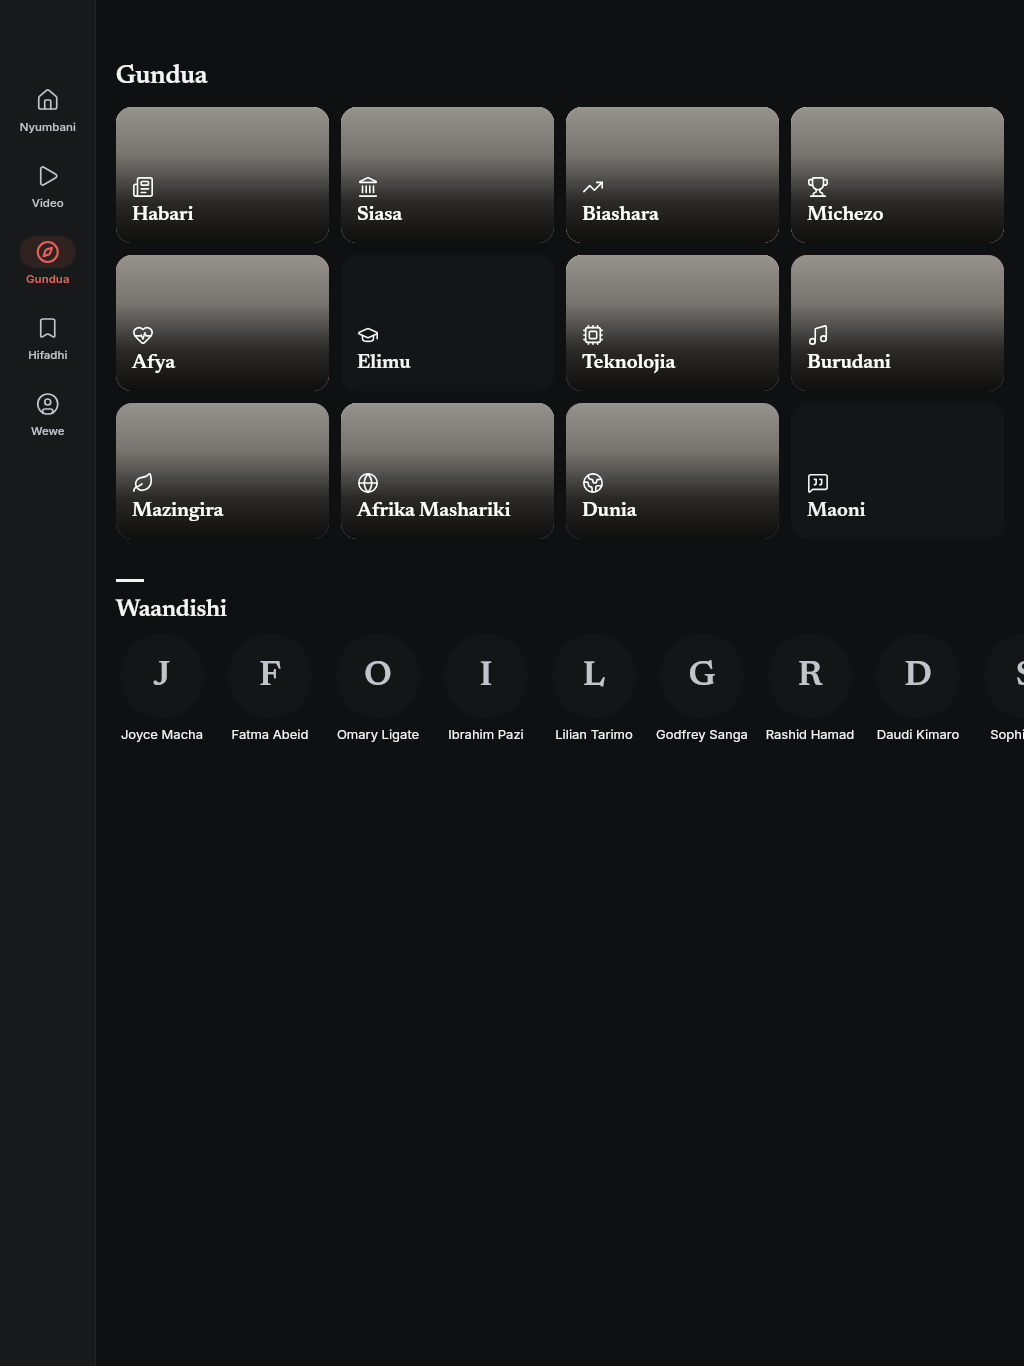 Nyumbani
Video
Gundua
Hifadhi
Wewe
Gundua
Habari
Siasa
Biashara
Michezo
Afya
Elimu
Teknolojia
Burudani
Mazingira
Afrika Mashariki
Dunia
Maoni
Waandishi
J
F
O
I
L
G
R
D
S
Joyce Macha
Fatma Abeid
Omary Ligate
Ibrahim Pazi
Lilian Tarimo
Godfrey Sanga
Rashid Hamad
Daudi Kimaro
Sophi